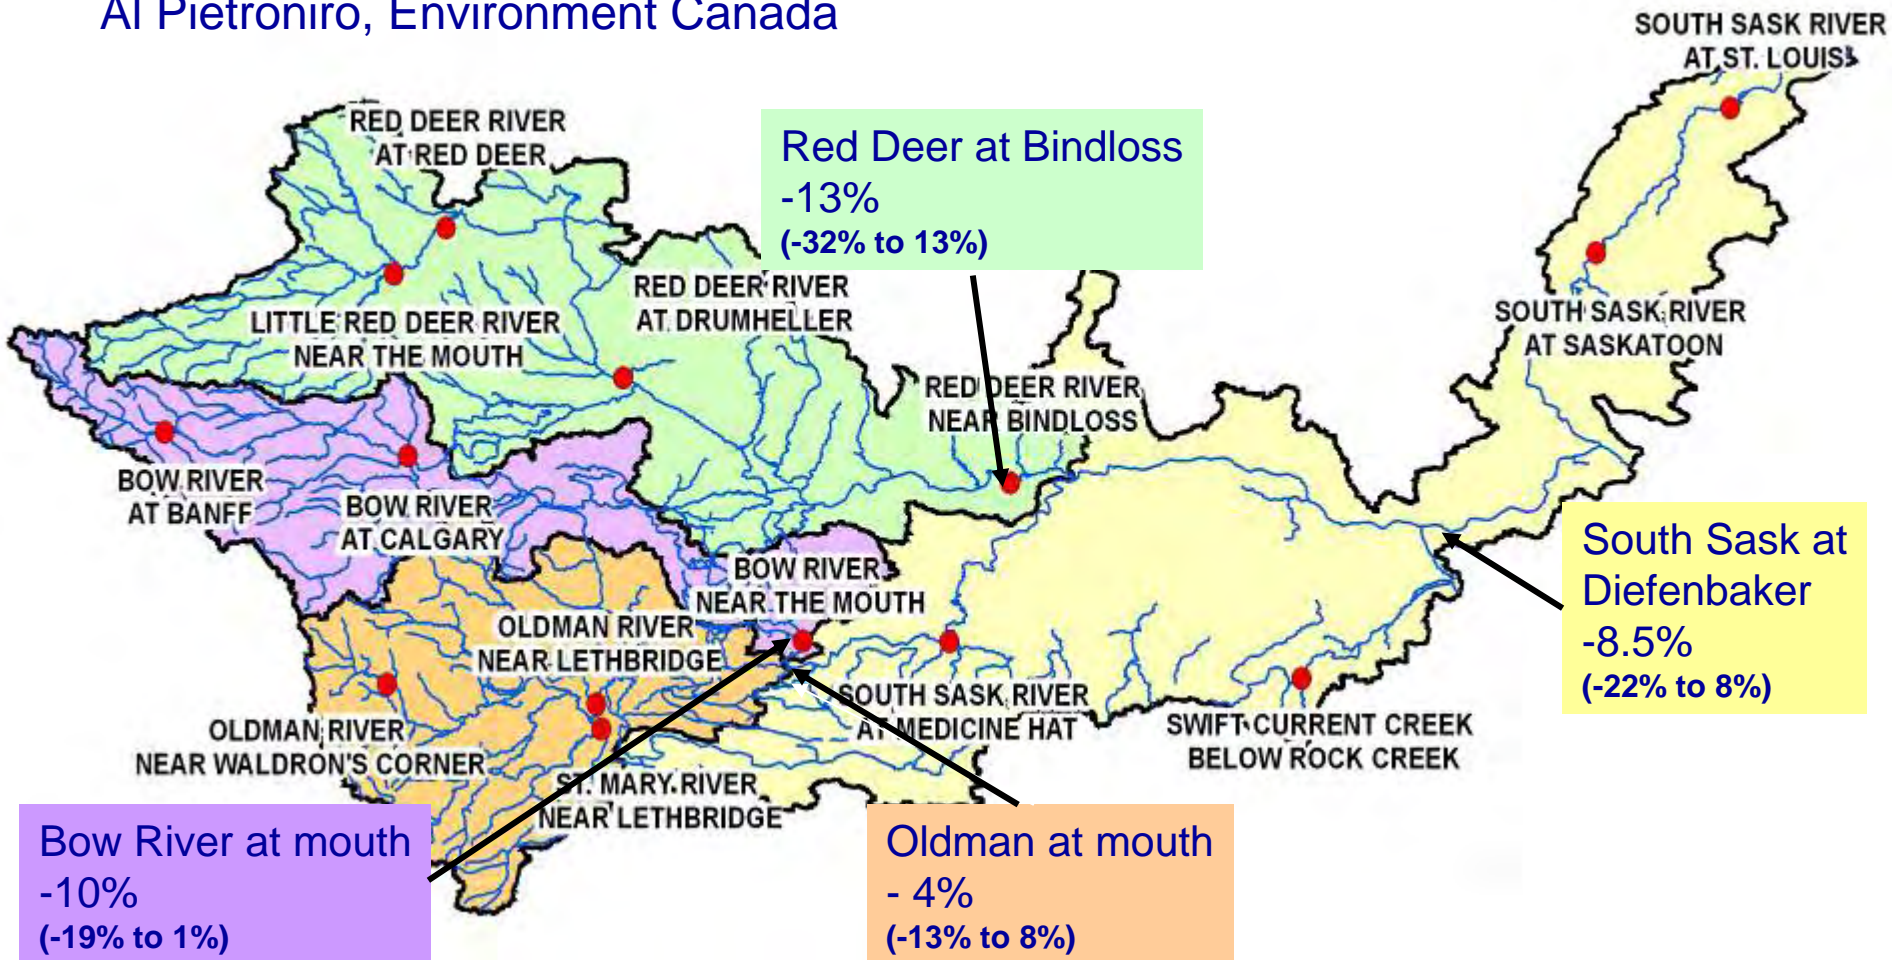 Al Pietroniro, Environment Canada
SOUTH SASK RIVER
AT ST. LOUIS
RED DEER RIVER
AT RED DEER
Red Deer at Bindloss
-13%
(-32% to 13%)
RED DEER RIVER
AT DRUMHELLER
LITTLE RED DEER RIVER
NEAR THE MOUTH
SOUTH SASK RIVER
AT SASKATOON
RED DEER RIVER
NEAR BINDLOSS
BOW RIVER
AT BANFF
BOW RIVER
AT CALGARY
South Sask at
Diefenbaker
-8.5%
(-22% to 8%)
BOW RIVER
NEAR THE MOUTH
OLDMAN RIVER
NEAR LETHBRIDGE
SOUTH SASK RIVER
AT MEDICINE HAT
SWIFT CURRENT CREEK
BELOW ROCK CREEK
OLDMAN RIVER
NEAR WALDRON'S CORNER
ST. MARY RIVER
NEAR LETHBRIDGE
Bow River at mouth
-10%
(-19% to 1%)
Oldman at mouth
- 4%
(-13% to 8%)